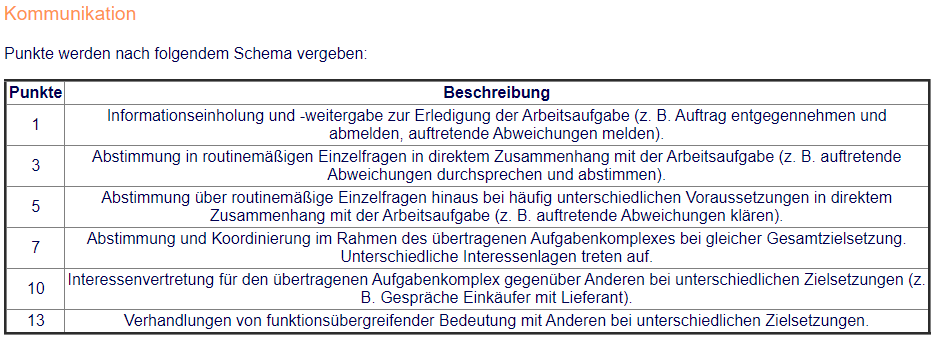 Kommunikation
Punkte werden nach folgendem Schema vergeben:
Punkte Beschreibung
1 Informationseinholung und -weitergabe zur Erledigung der Arbeitsaufgabe (z. B. Auftrag entgegennehmen und
abmelden, auftretende Abweichungen melden).
3 Abstimmung in routinemäßigen Einzelfragen in direktem Zusammenhang mit der Arbeitsaufgabe (z. B. auftretende
Abweichungen durchsprechen und abstimmen).
5 Abstimmung über routinemäßige Einzelfragen hinaus bei häufig unterschiedlichen Voraussetzungen in direktem
Zusammenhang mit der Arbeitsaufgabe (z. B. auftretende Abweichungen klären).
7 Abstimmung und Koordinierung im Rahmen des übertragenen Aufgabenkomplexes bei gleicher Gesamtzielsetzung.
Unterschiedliche Interessenlagen treten auf.
10 Interessenvertretung für den übertragenen Aufgabenkomplex gegenüber Anderen bei unterschiedlichen Zielsetzungen (z.
B. Gespräche Einkäufer mit Lieferant).
13 Verhandlungen von funktionsübergreifender Bedeutung mit Anderen bei unterschiedlichen Zielsetzungen.